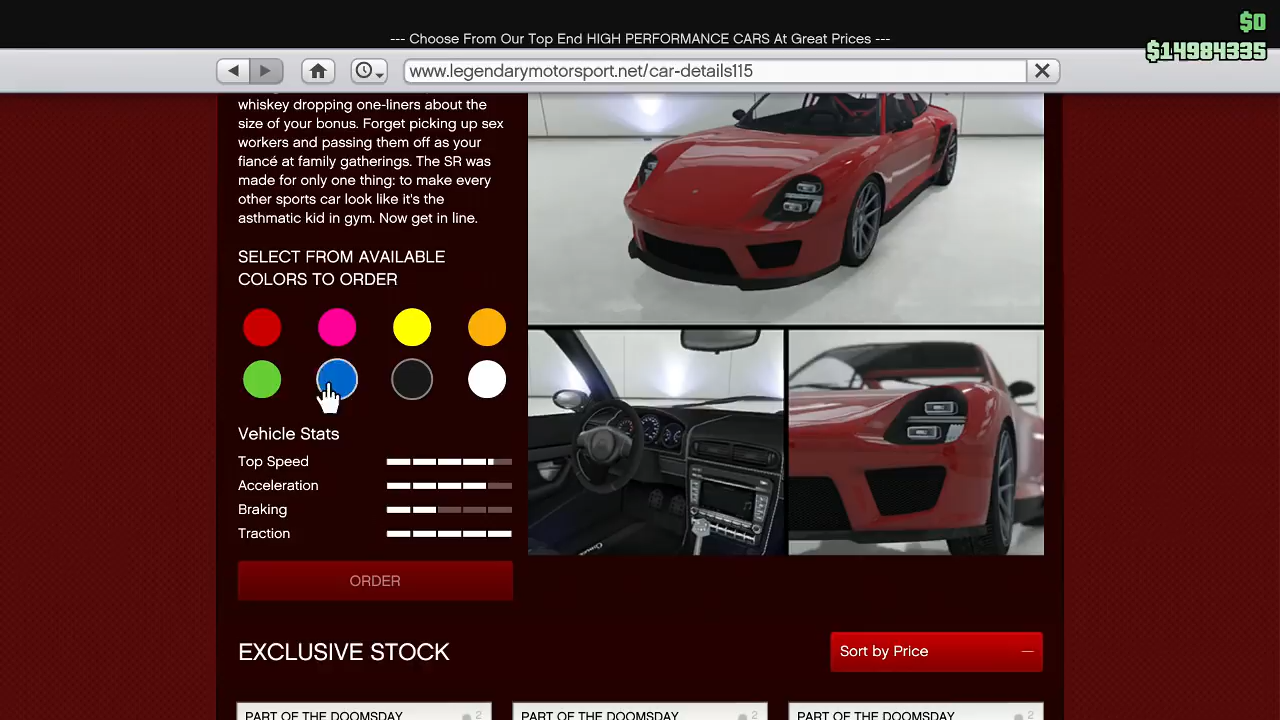 --- Choose From Our Top End HIGH PERFORMANCE CARS At Great Prices ---
$0
$14984335
www.legendarymotorsport.net/car-details115
whiskey dropping one-liners about the
size of your bonus. Forget picking up sex
workers and passing them off as your
fiancé at family gatherings. The SR was
made for only one thing: to make every
other sports car look like it's the
asthmatic kid in gym. Now get in line.
SELECT FROM AVAILABLE
COLORS TO ORDER
Vehicle Stats
Top Speed
Acceleration
Braking
Traction
ORDER
EXCLUSIVE STOCK
Sort by Price
PART OF THE DOOMSDAY
2
PART OF THE DOOMSDAY
2
PART OF THE DOOMSDAY
2